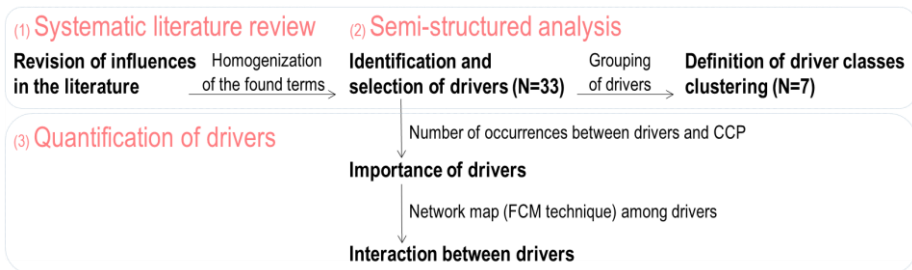 (1) Systematic literature review
(2) Semi-structured analysis
Revision of influences
in the literature
Homogenization
of the found terms
Identification and
selection of drivers (N=33)
Grouping
of drivers
Definition of driver classes
clustering (N=7)
(3) Quantification of drivers
Number of occurrences between drivers and CCP
Importance of drivers
Network map (FCM technique) among drivers
Interaction between drivers